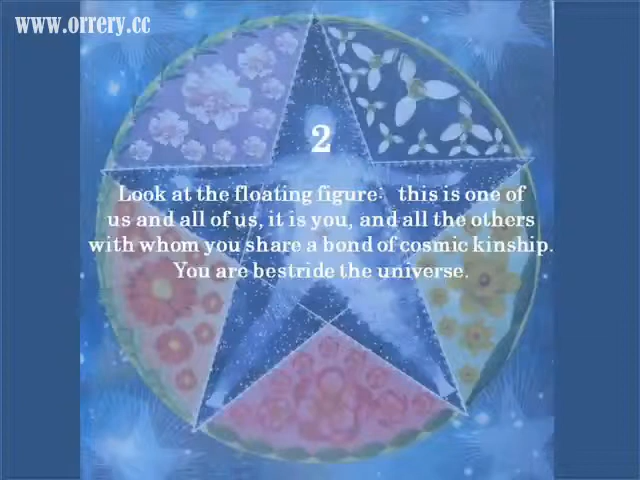 www.orrery.cc
2
Look at the floating figure: this is one of
us and all of us, it is you, and all the others
with whom you share a bond of cosmic kinship.
You are bestride the universe.